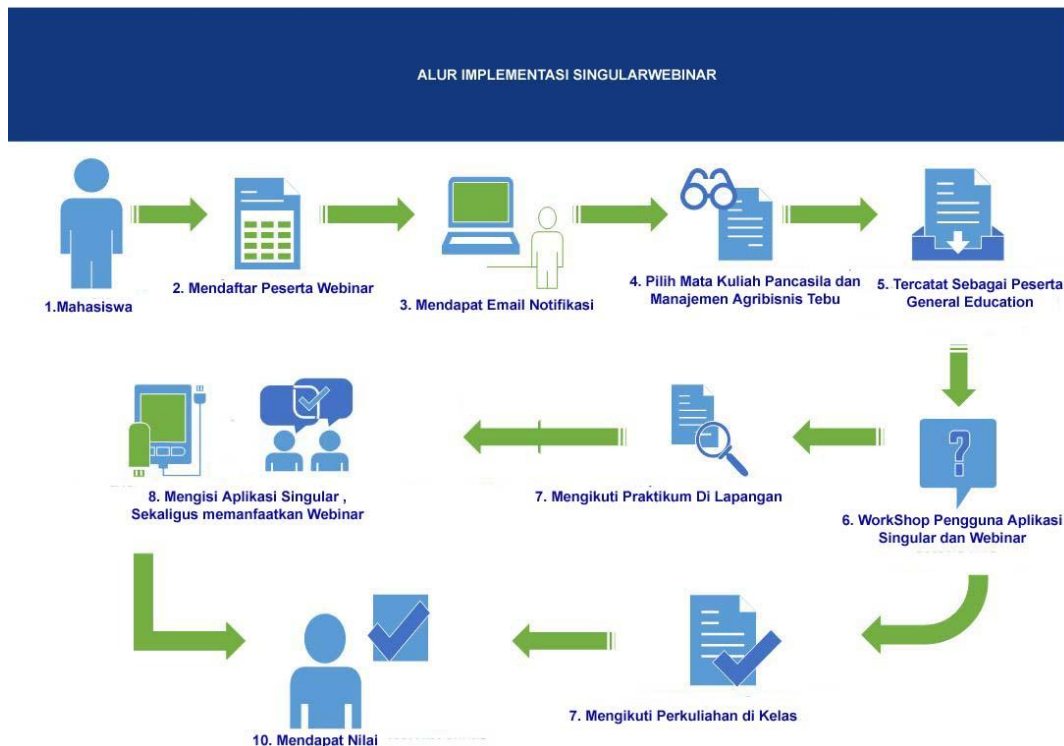 ALUR IMPLEMENTASI SINGULARWEBINAR
1.Mahasiswa
2. Mendaftar Peserta Webinar
3. Mendapat Email Notifikasi
4. Pilih Mata Kuliah Pancasila dan
Manajemen Agribisnis Tebu
5. Tercatat Sebagai Peserta
General Education
8. Mengisi Aplikasi Singular ,
Sekaligus memanfaatkan Webinar
7. Mengikuti Praktikum Di Lapangan
?
6. WorkShop Pengguna Aplikasi
Singular dan Webinar
10. Mendapat Nilai
7. Mengikuti Perkuliahan di Kelas